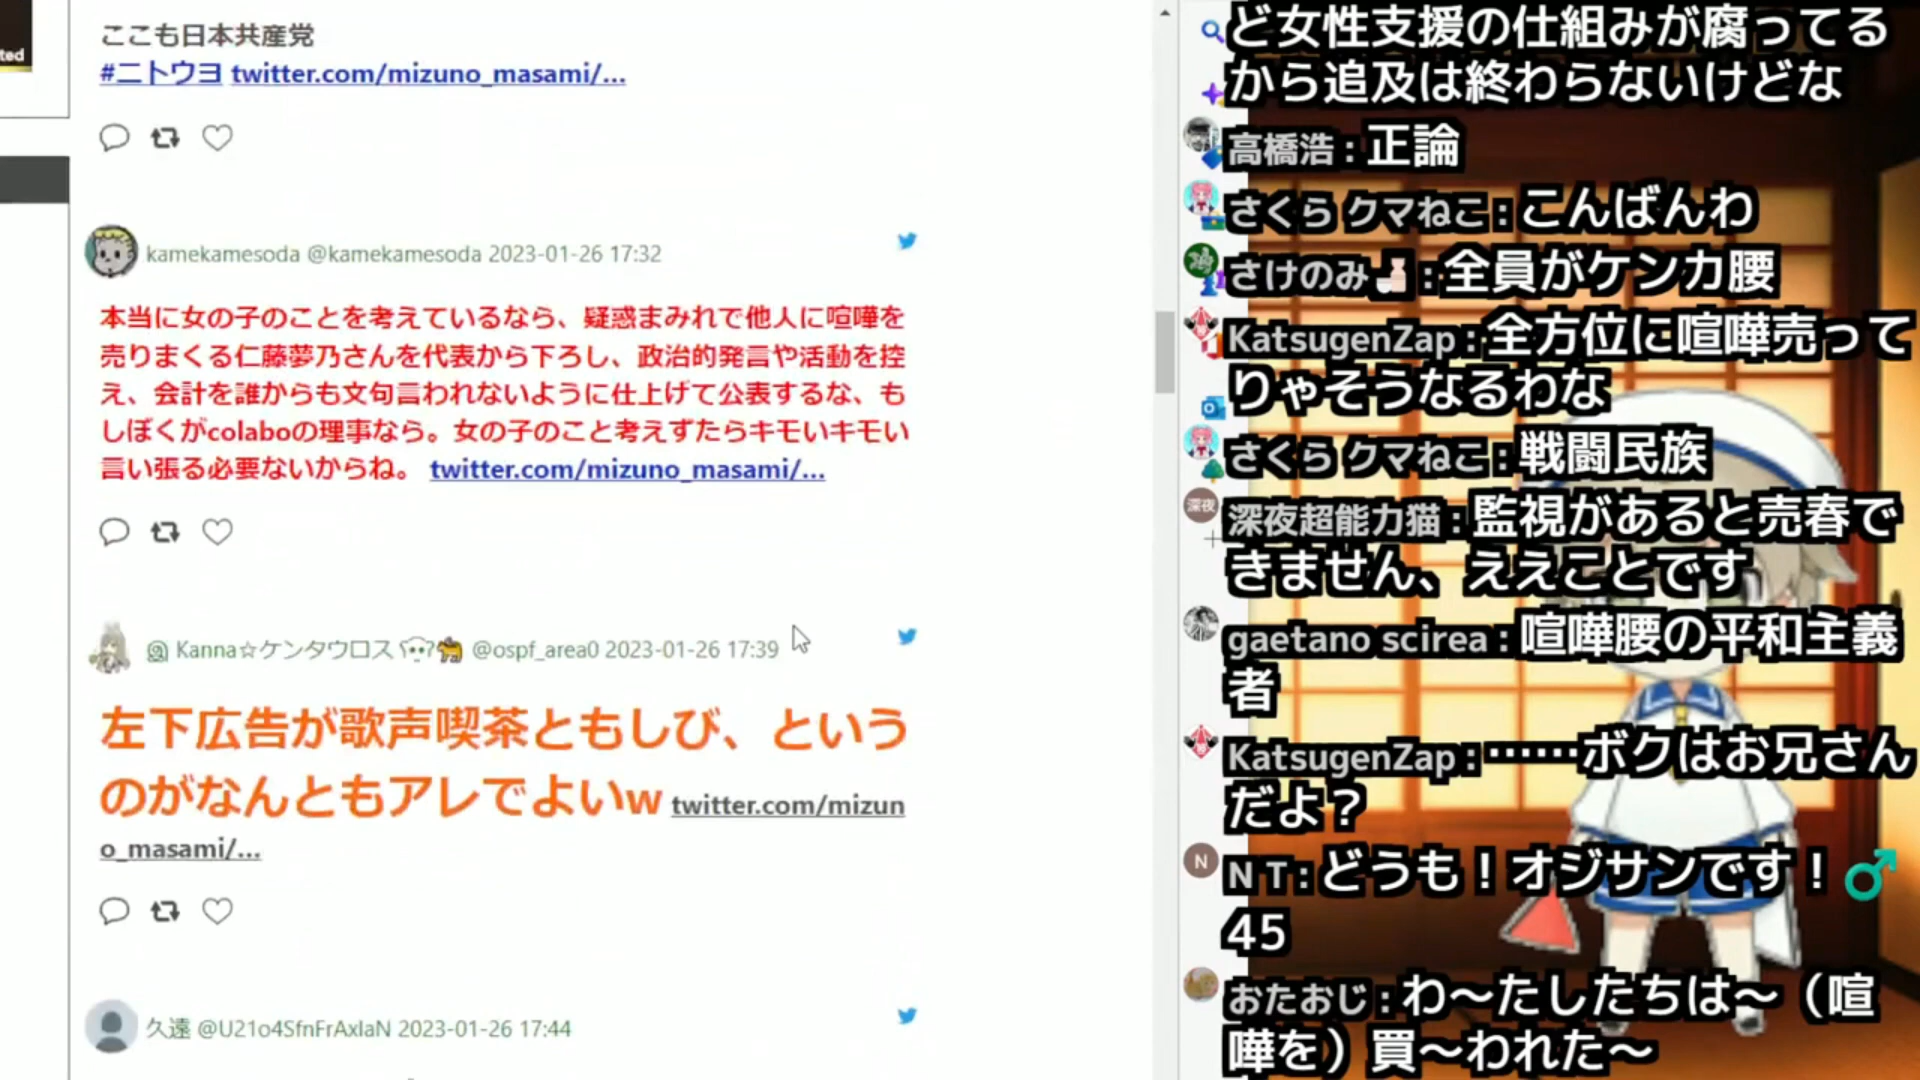 ted
ここも日本共産党
#ニトウヨ twitter.com/mizuno_masami/...
kamekamesoda @kamekamesoda 2023-01-26 17:32
本当に女の子のことを考えているなら、疑惑まみれで他人に喧嘩を
売りまくる仁藤夢乃さんを代表から下ろし、政治的発言や活動を控
え、会計を誰からも文句言われないように仕上げて公表するな、も
しぼくがcolaboの理事なら。女の子のこと考えずたらキモいキモい
言い張る必要ないからね。 twitter.com/mizuno_masami/...
Kanna☆ケンタウロス @ospf_area0 2023-01-26 17:39
左下広告が歌声喫茶ともしび、という
のがなんともアレでよいw twitter.com/mizun
o_masami/...
久遠 @U21o4SfnFrAxlaN 2023-01-26 17:44
ど女性支援の仕組みが腐ってる
から追及は終わらないけどな
高橋浩 : 正論
さくら クマねこ : こんばんわ
さけのみ🍶 : 全員がケンカ腰
KatsugenZap : 全方位に喧嘩売って
りゃそうなるわな
さくら クマねこ : 戦闘民族
深夜
深夜超能力猫 : 監視があると売春で
きません、ええことです
gaetano scirea : 喧嘩腰の平和主義
者
KatsugenZap : ……ボクはお兄さん
だよ？
N
N T : どうも！オジサンです！♂
45
おたおじ : わ～たしたちは～（喧
嘩を）買～われた～